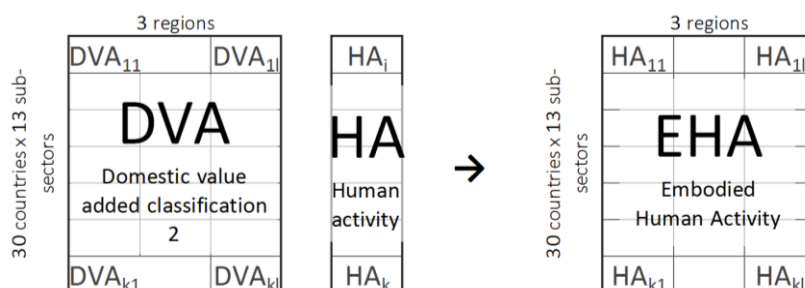 3 regions
3 regions
30 countries x 13 sub-
sectors
DVA11
DVA1l
DVA
Domestic value
added classification
2
DVAk1
DVAkl
HAi
HA
Human
activity
HAk
→
30 countries x 13 sub-
sectors
HA11
HA1l
EHA
Embodied
Human Activity
HAk1
HAkl